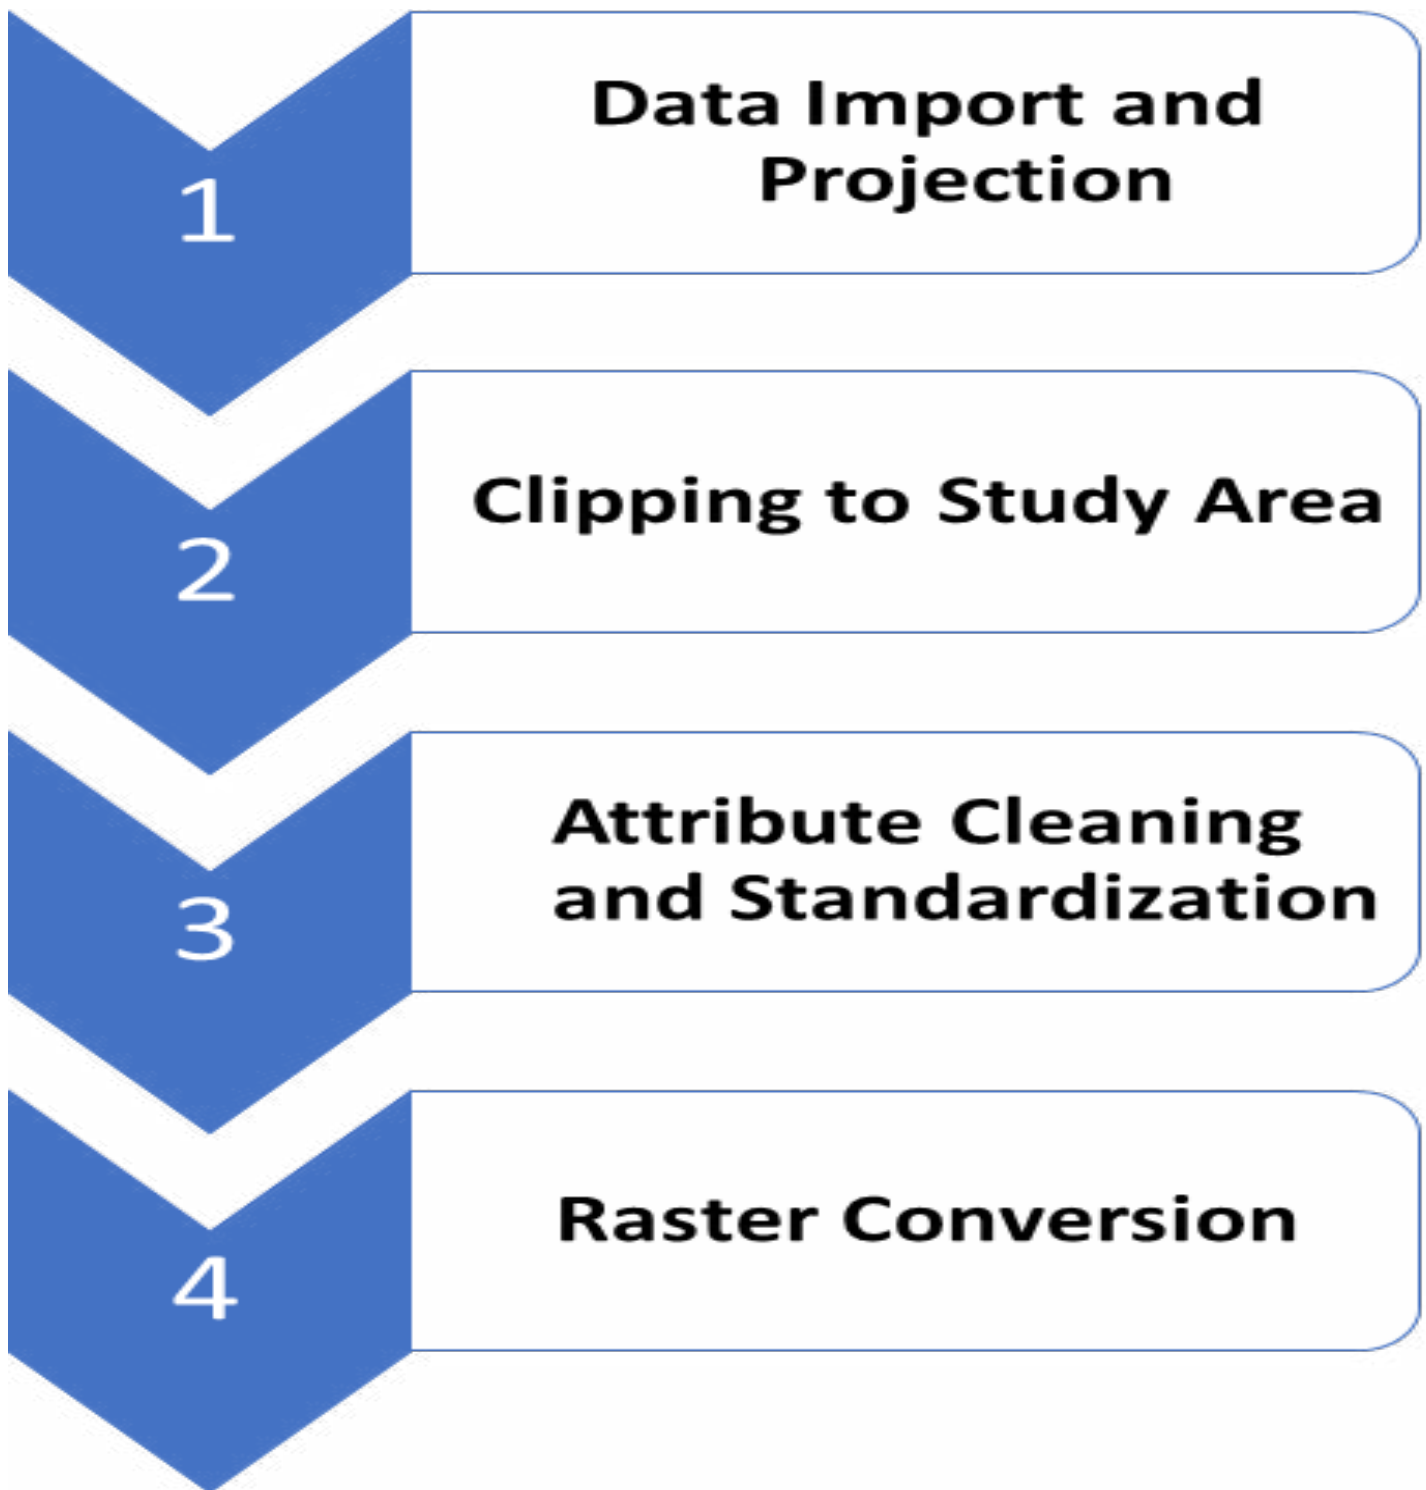 1
Data Import and
Projection
2
Clipping to Study Area
3
Attribute Cleaning
and Standardization
4
Raster Conversion